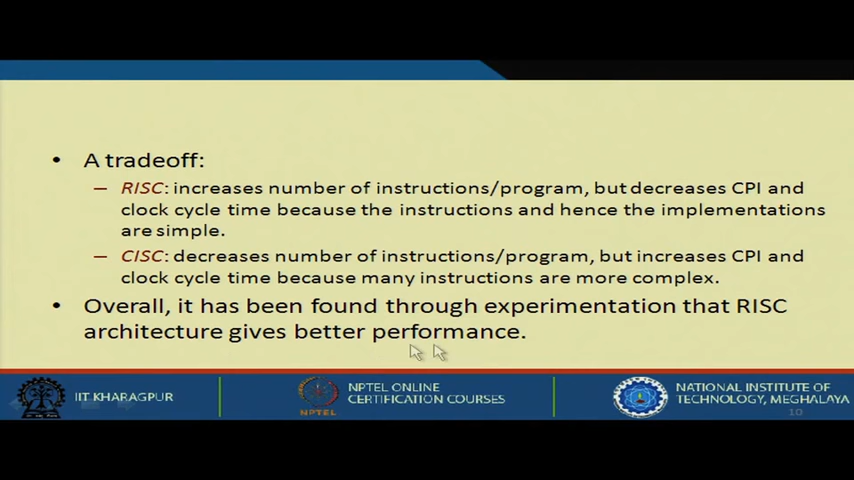 • A tradeoff:
– RISC: increases number of instructions/program, but decreases CPI and
clock cycle time because the instructions and hence the implementations
are simple.
– CISC: decreases number of instructions/program, but increases CPI and
clock cycle time because many instructions are more complex.
• Overall, it has been found through experimentation that RISC
architecture gives better performance.
IIT KHARAGPUR
NPTEL
NPTEL ONLINE
CERTIFICATION COURSES
NATIONAL INSTITUTE OF
TECHNOLOGY, MEGHALAYA
10